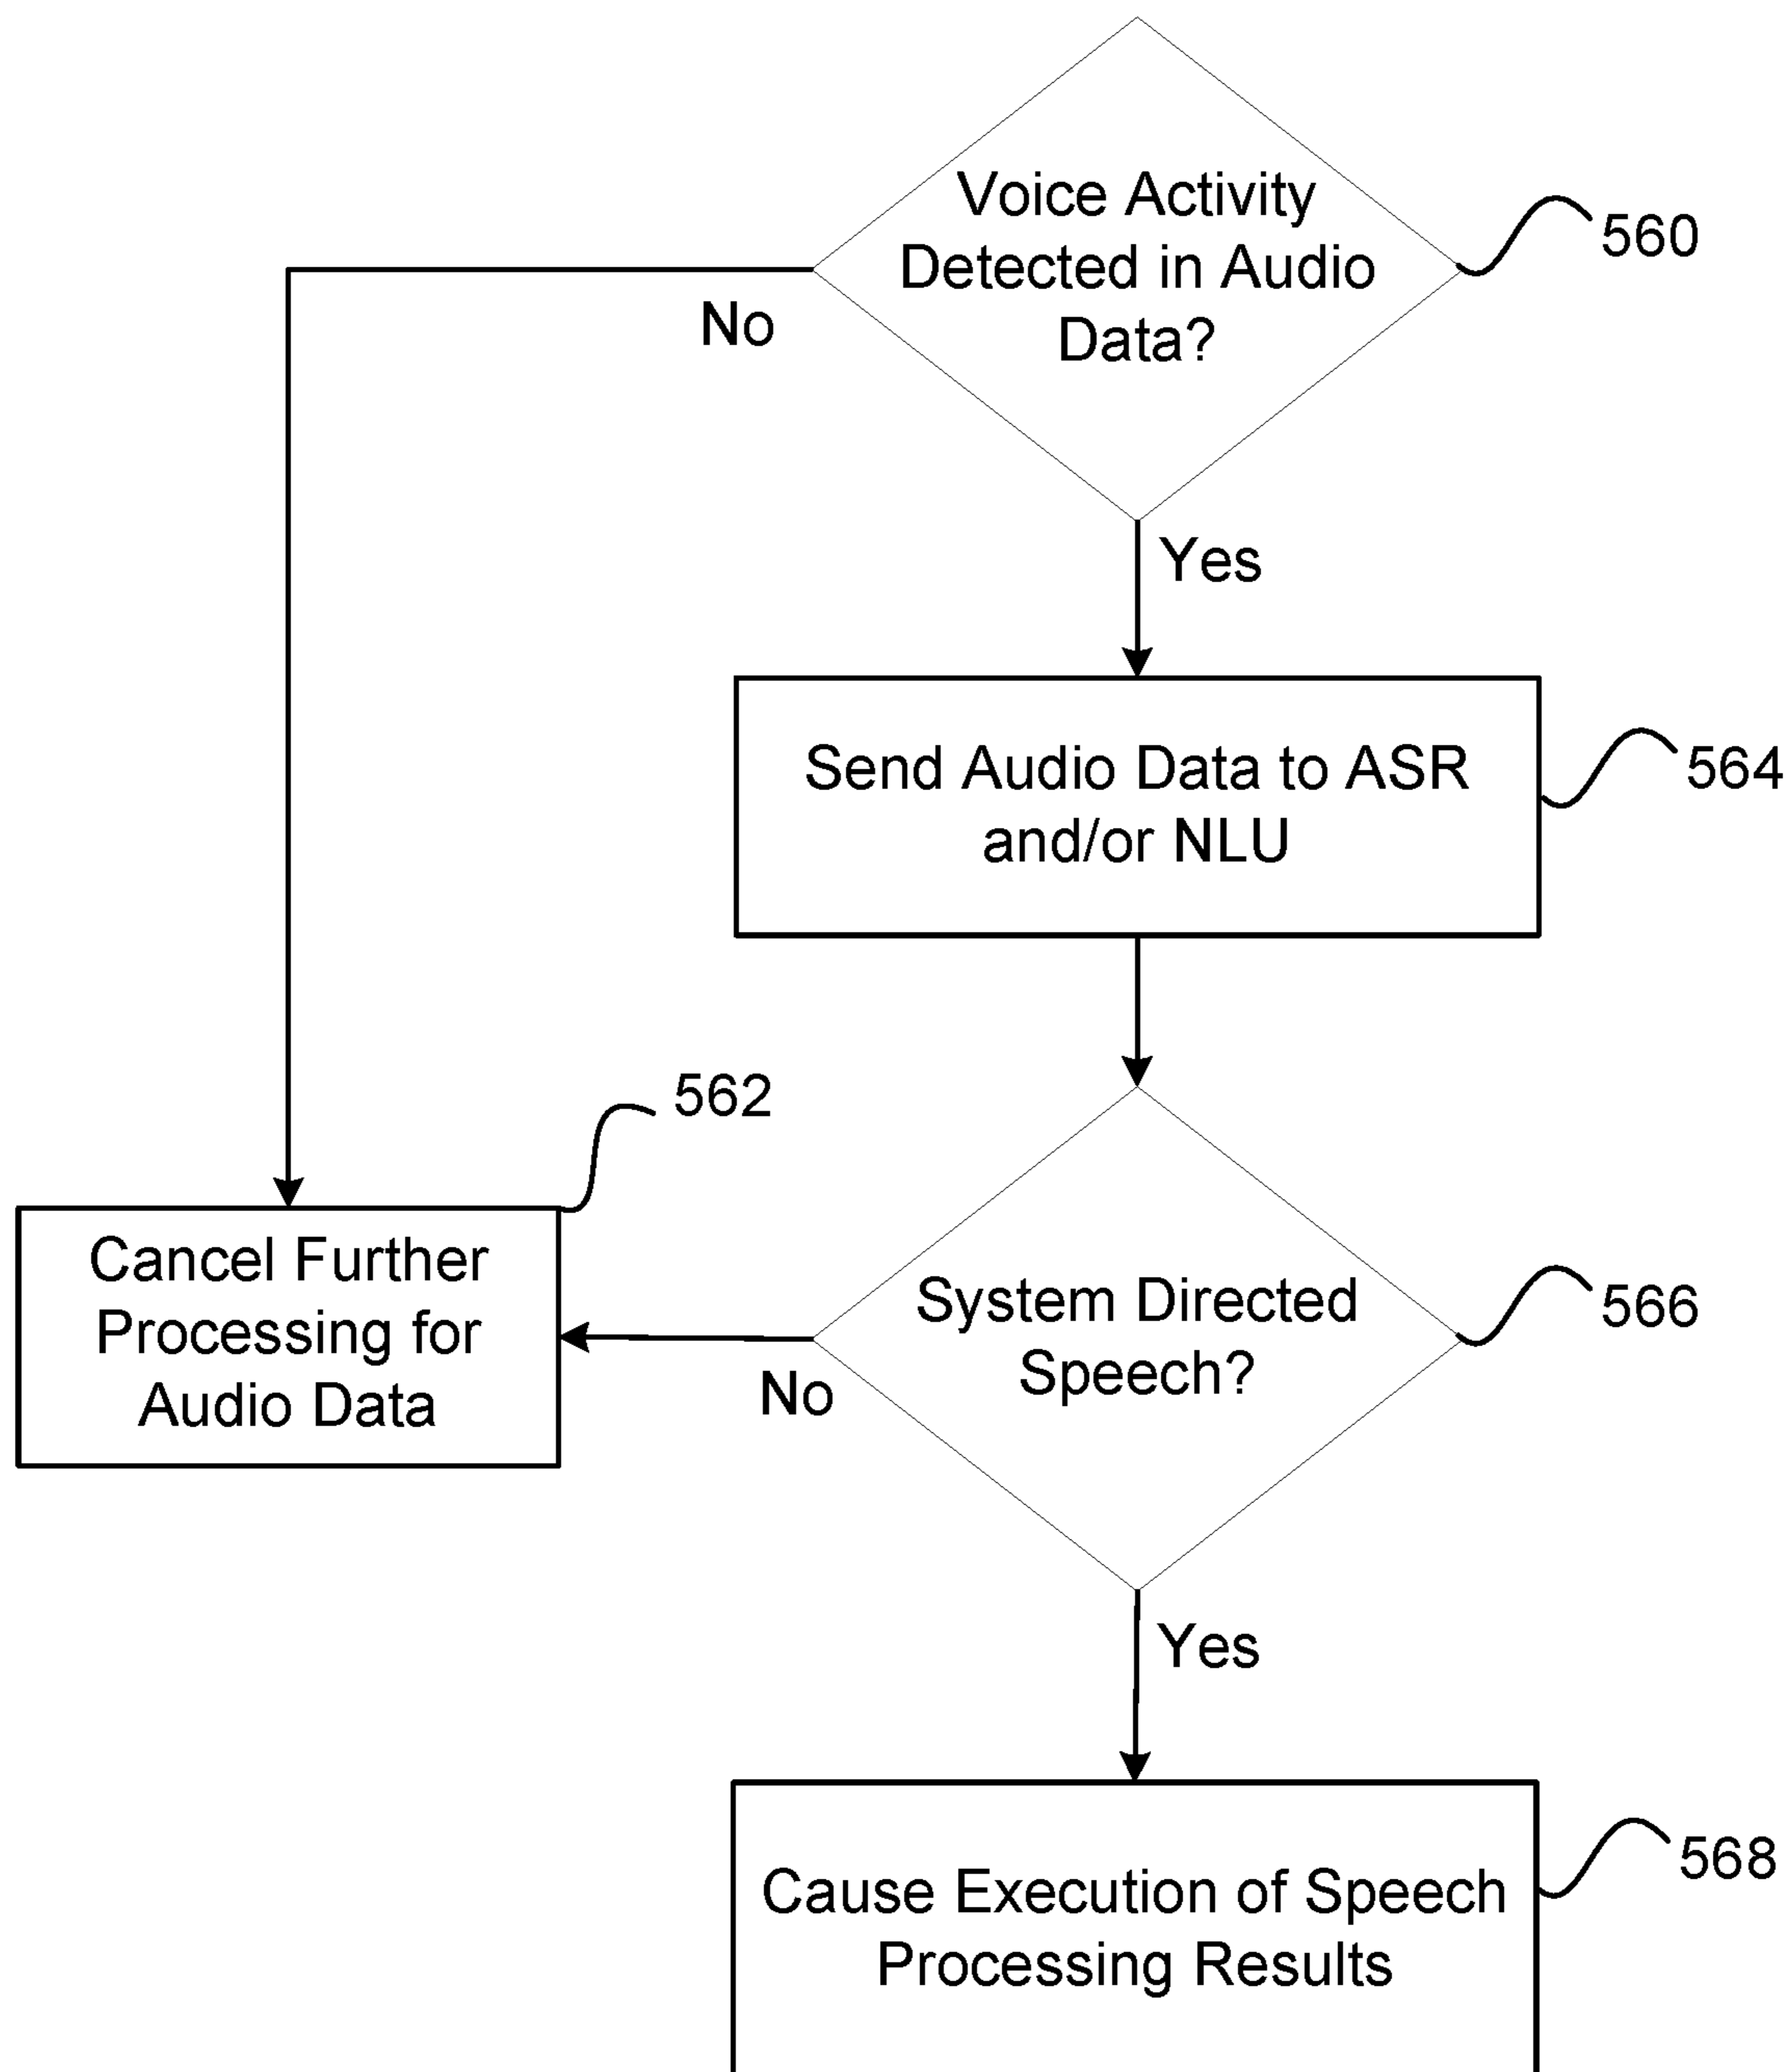 Voice Activity
Detected in Audio
Data?
560
No
Yes
Send Audio Data to ASR
and/or NLU
564
562
Cancel Further
Processing for
Audio Data
System Directed
Speech?
566
No
Yes
Cause Execution of Speech
Processing Results
568